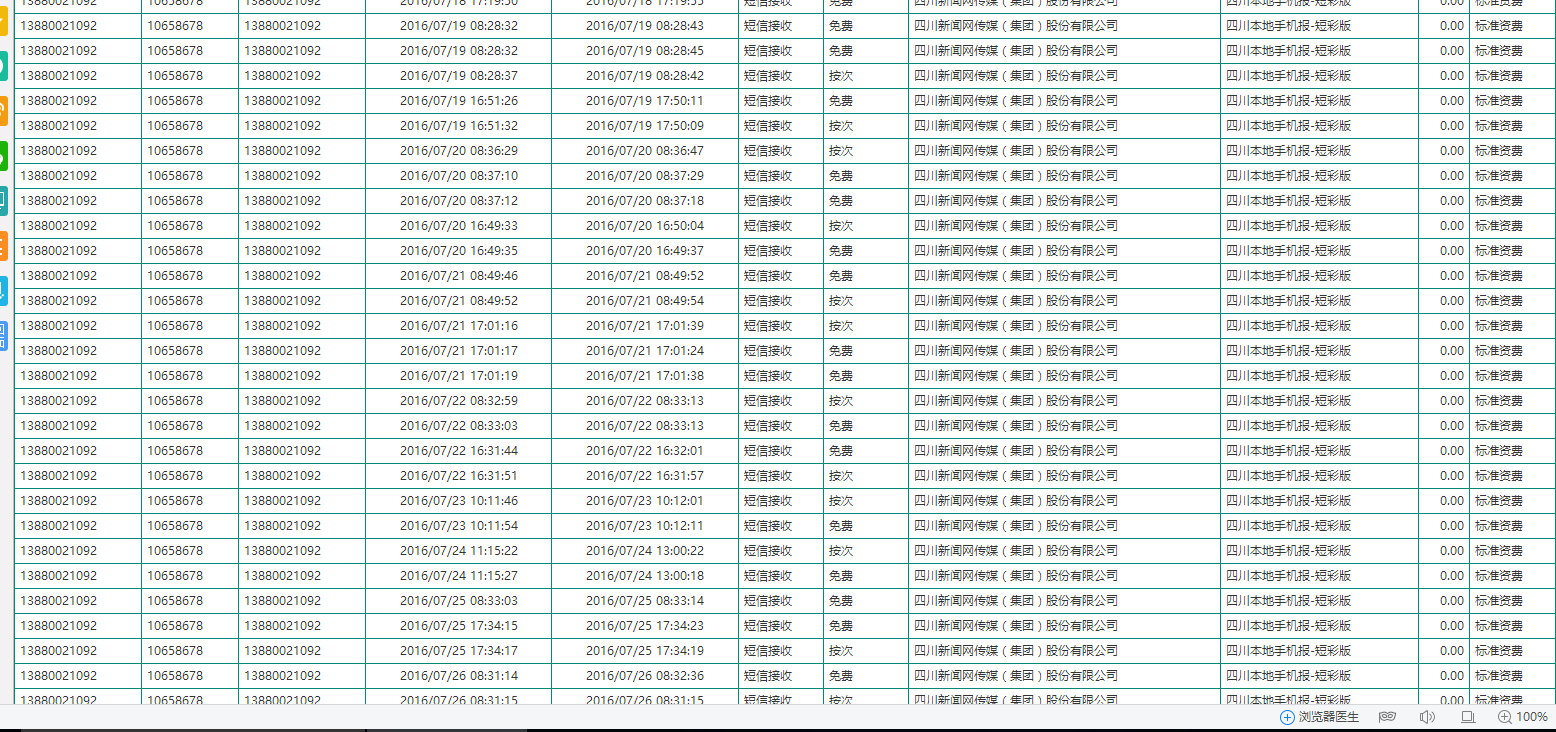 13880021092 10658678 13880021092 2016/07/18 17:19:50 2016/07/18 17:19:55 短信接收 免费 四川新闻网传媒（集团）股份有限公司 四川本地手机报-短彩版 0.00 标准资费
13880021092 10658678 13880021092 2016/07/19 08:28:32 2016/07/19 08:28:43 短信接收 免费 四川新闻网传媒（集团）股份有限公司 四川本地手机报-短彩版 0.00 标准资费
13880021092 10658678 13880021092 2016/07/19 08:28:32 2016/07/19 08:28:45 短信接收 免费 四川新闻网传媒（集团）股份有限公司 四川本地手机报-短彩版 0.00 标准资费
13880021092 10658678 13880021092 2016/07/19 08:28:37 2016/07/19 08:28:42 短信接收 按次 四川新闻网传媒（集团）股份有限公司 四川本地手机报-短彩版 0.00 标准资费
13880021092 10658678 13880021092 2016/07/19 16:51:26 2016/07/19 17:50:11 短信接收 免费 四川新闻网传媒（集团）股份有限公司 四川本地手机报-短彩版 0.00 标准资费
13880021092 10658678 13880021092 2016/07/19 16:51:32 2016/07/19 17:50:09 短信接收 按次 四川新闻网传媒（集团）股份有限公司 四川本地手机报-短彩版 0.00 标准资费
13880021092 10658678 13880021092 2016/07/20 08:36:29 2016/07/20 08:36:47 短信接收 按次 四川新闻网传媒（集团）股份有限公司 四川本地手机报-短彩版 0.00 标准资费
13880021092 10658678 13880021092 2016/07/20 08:37:10 2016/07/20 08:37:29 短信接收 免费 四川新闻网传媒（集团）股份有限公司 四川本地手机报-短彩版 0.00 标准资费
13880021092 10658678 13880021092 2016/07/20 08:37:12 2016/07/20 08:37:18 短信接收 免费 四川新闻网传媒（集团）股份有限公司 四川本地手机报-短彩版 0.00 标准资费
13880021092 10658678 13880021092 2016/07/20 16:49:33 2016/07/20 16:50:04 短信接收 按次 四川新闻网传媒（集团）股份有限公司 四川本地手机报-短彩版 0.00 标准资费
13880021092 10658678 13880021092 2016/07/20 16:49:35 2016/07/20 16:49:37 短信接收 免费 四川新闻网传媒（集团）股份有限公司 四川本地手机报-短彩版 0.00 标准资费
13880021092 10658678 13880021092 2016/07/21 08:49:46 2016/07/21 08:49:52 短信接收 免费 四川新闻网传媒（集团）股份有限公司 四川本地手机报-短彩版 0.00 标准资费
13880021092 10658678 13880021092 2016/07/21 08:49:52 2016/07/21 08:49:54 短信接收 按次 四川新闻网传媒（集团）股份有限公司 四川本地手机报-短彩版 0.00 标准资费
13880021092 10658678 13880021092 2016/07/21 17:01:16 2016/07/21 17:01:39 短信接收 按次 四川新闻网传媒（集团）股份有限公司 四川本地手机报-短彩版 0.00 标准资费
13880021092 10658678 13880021092 2016/07/21 17:01:17 2016/07/21 17:01:24 短信接收 免费 四川新闻网传媒（集团）股份有限公司 四川本地手机报-短彩版 0.00 标准资费
13880021092 10658678 13880021092 2016/07/21 17:01:19 2016/07/21 17:01:38 短信接收 免费 四川新闻网传媒（集团）股份有限公司 四川本地手机报-短彩版 0.00 标准资费
13880021092 10658678 13880021092 2016/07/22 08:32:59 2016/07/22 08:33:13 短信接收 按次 四川新闻网传媒（集团）股份有限公司 四川本地手机报-短彩版 0.00 标准资费
13880021092 10658678 13880021092 2016/07/22 08:33:03 2016/07/22 08:33:13 短信接收 免费 四川新闻网传媒（集团）股份有限公司 四川本地手机报-短彩版 0.00 标准资费
13880021092 10658678 13880021092 2016/07/22 16:31:44 2016/07/22 16:32:01 短信接收 免费 四川新闻网传媒（集团）股份有限公司 四川本地手机报-短彩版 0.00 标准资费
13880021092 10658678 13880021092 2016/07/22 16:31:51 2016/07/22 16:31:57 短信接收 按次 四川新闻网传媒（集团）股份有限公司 四川本地手机报-短彩版 0.00 标准资费
13880021092 10658678 13880021092 2016/07/23 10:11:46 2016/07/23 10:12:01 短信接收 按次 四川新闻网传媒（集团）股份有限公司 四川本地手机报-短彩版 0.00 标准资费
13880021092 10658678 13880021092 2016/07/23 10:11:54 2016/07/23 10:12:11 短信接收 免费 四川新闻网传媒（集团）股份有限公司 四川本地手机报-短彩版 0.00 标准资费
13880021092 10658678 13880021092 2016/07/24 11:15:22 2016/07/24 13:00:22 短信接收 按次 四川新闻网传媒（集团）股份有限公司 四川本地手机报-短彩版 0.00 标准资费
13880021092 10658678 13880021092 2016/07/24 11:15:27 2016/07/24 13:00:18 短信接收 免费 四川新闻网传媒（集团）股份有限公司 四川本地手机报-短彩版 0.00 标准资费
13880021092 10658678 13880021092 2016/07/25 08:33:03 2016/07/25 08:33:14 短信接收 免费 四川新闻网传媒（集团）股份有限公司 四川本地手机报-短彩版 0.00 标准资费
13880021092 10658678 13880021092 2016/07/25 17:34:15 2016/07/25 17:34:23 短信接收 免费 四川新闻网传媒（集团）股份有限公司 四川本地手机报-短彩版 0.00 标准资费
13880021092 10658678 13880021092 2016/07/25 17:34:17 2016/07/25 17:34:19 短信接收 按次 四川新闻网传媒（集团）股份有限公司 四川本地手机报-短彩版 0.00 标准资费
13880021092 10658678 13880021092 2016/07/26 08:31:14 2016/07/26 08:32:36 短信接收 免费 四川新闻网传媒（集团）股份有限公司 四川本地手机报-短彩版 0.00 标准资费
13880021092 10658678 13880021092 2016/07/26 08:31:15 2016/07/26 08:31:15 短信接收 按次 四川新闻网传媒（集团）股份有限公司 四川本地手机报-短彩版 0.00 标准资费
浏览器医生 100%